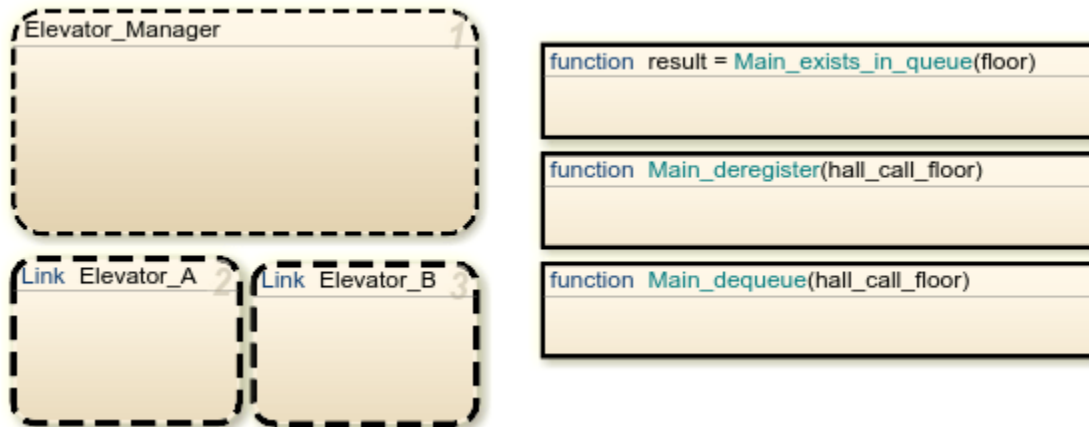 Elevator_Manager 1
Link Elevator_A 2
Link Elevator_B 3
function result = Main_exists_in_queue(floor)
function Main_deregister(hall_call_floor)
function Main_dequeue(hall_call_floor)